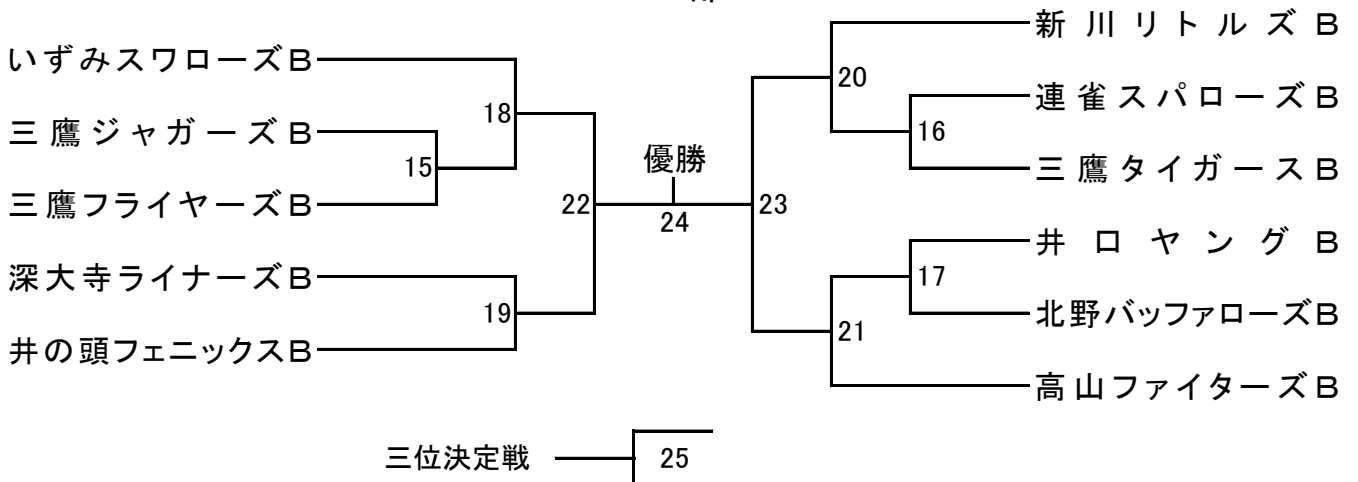 いずみスワローズB
三鷹ジャガーズB
三鷹フライヤーズB
深大寺ライナーズB
井の頭フェニックスB
15
18
19
22
優勝
24
23
20
16
17
21
新川リトルズB
連雀スパローズB
三鷹タイガースB
井口ヤングB
北野バッファローズB
高山ファイターズB
三位決定戦
25